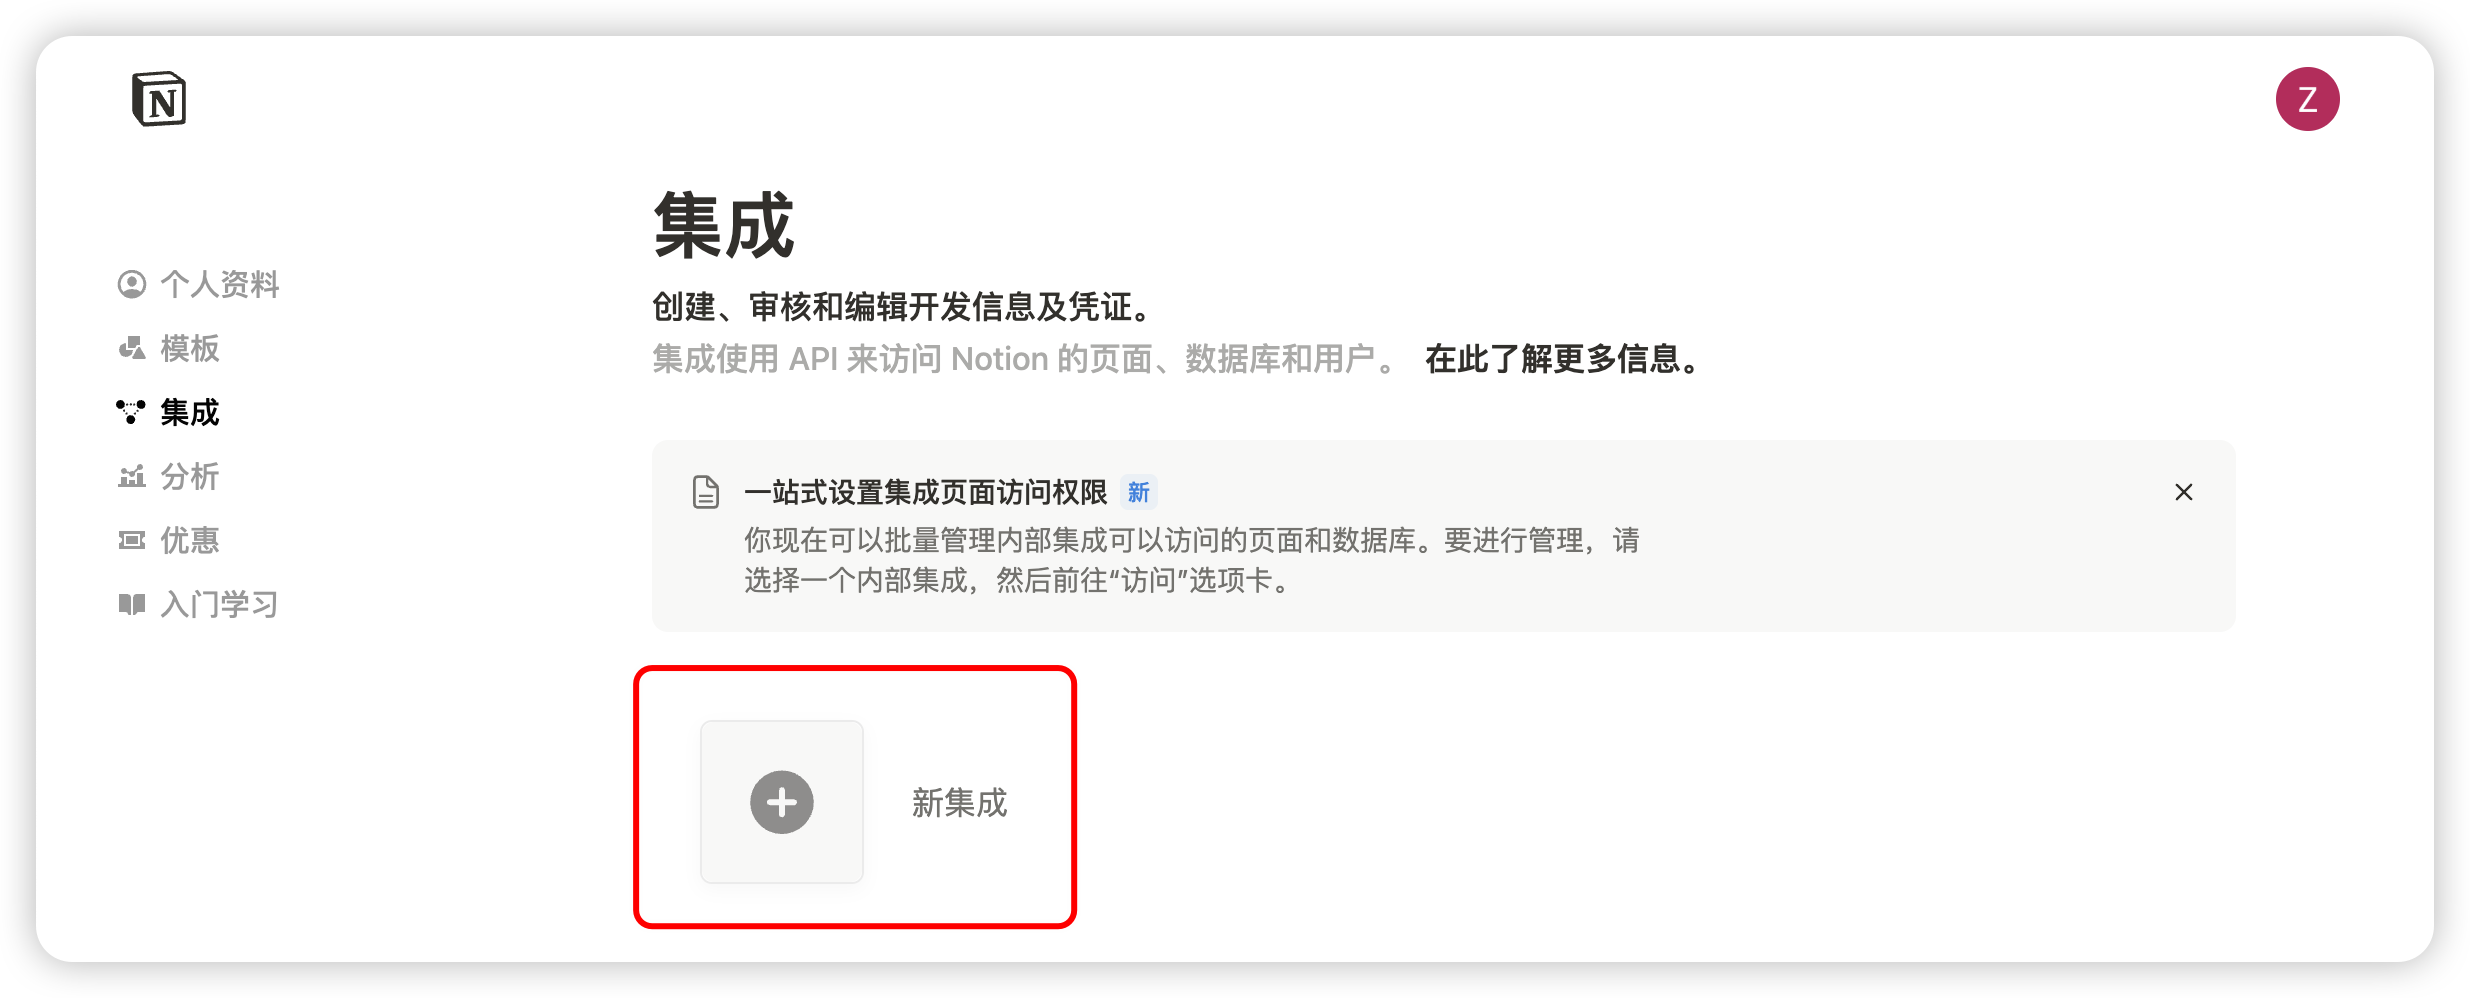 N
Z
个人资料
模板
集成
分析
优惠
入门学习
集成
创建、审核和编辑开发信息及凭证。
集成使用 API 来访问 Notion 的页面、数据库和用户。 在此了解更多信息。
一站式设置集成页面访问权限 新
你现在可以批量管理内部集成可以访问的页面和数据库。要进行管理，请
选择一个内部集成，然后前往“访问”选项卡。
新集成